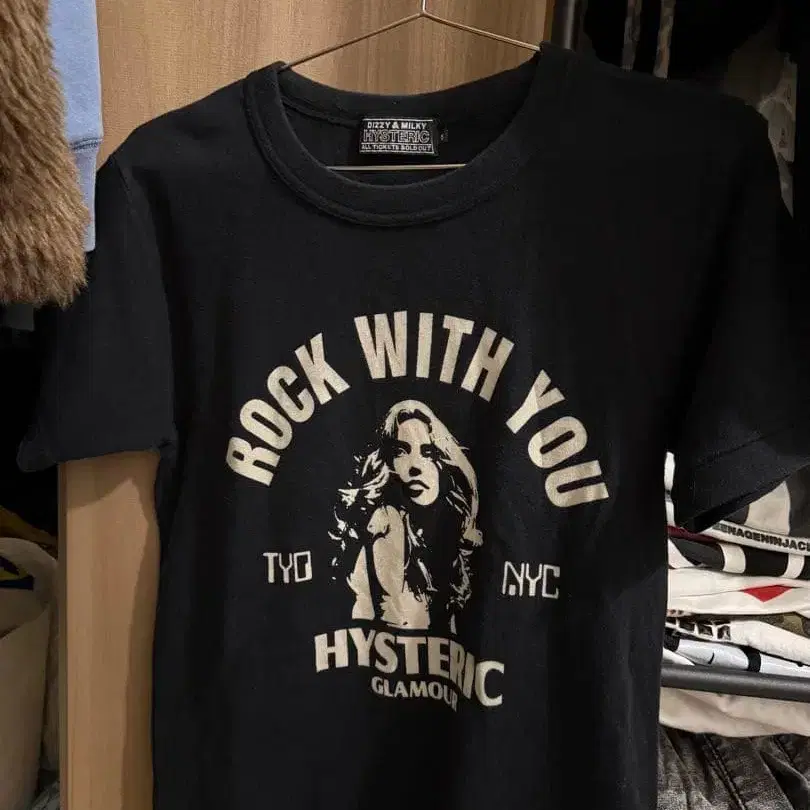 DIZZY & MILKY
HYSTERIC
ALL TICKETS SOLD OUT
ROCK WITH YOU
TYO
NYC
HYSTERIC
GLAMOUR